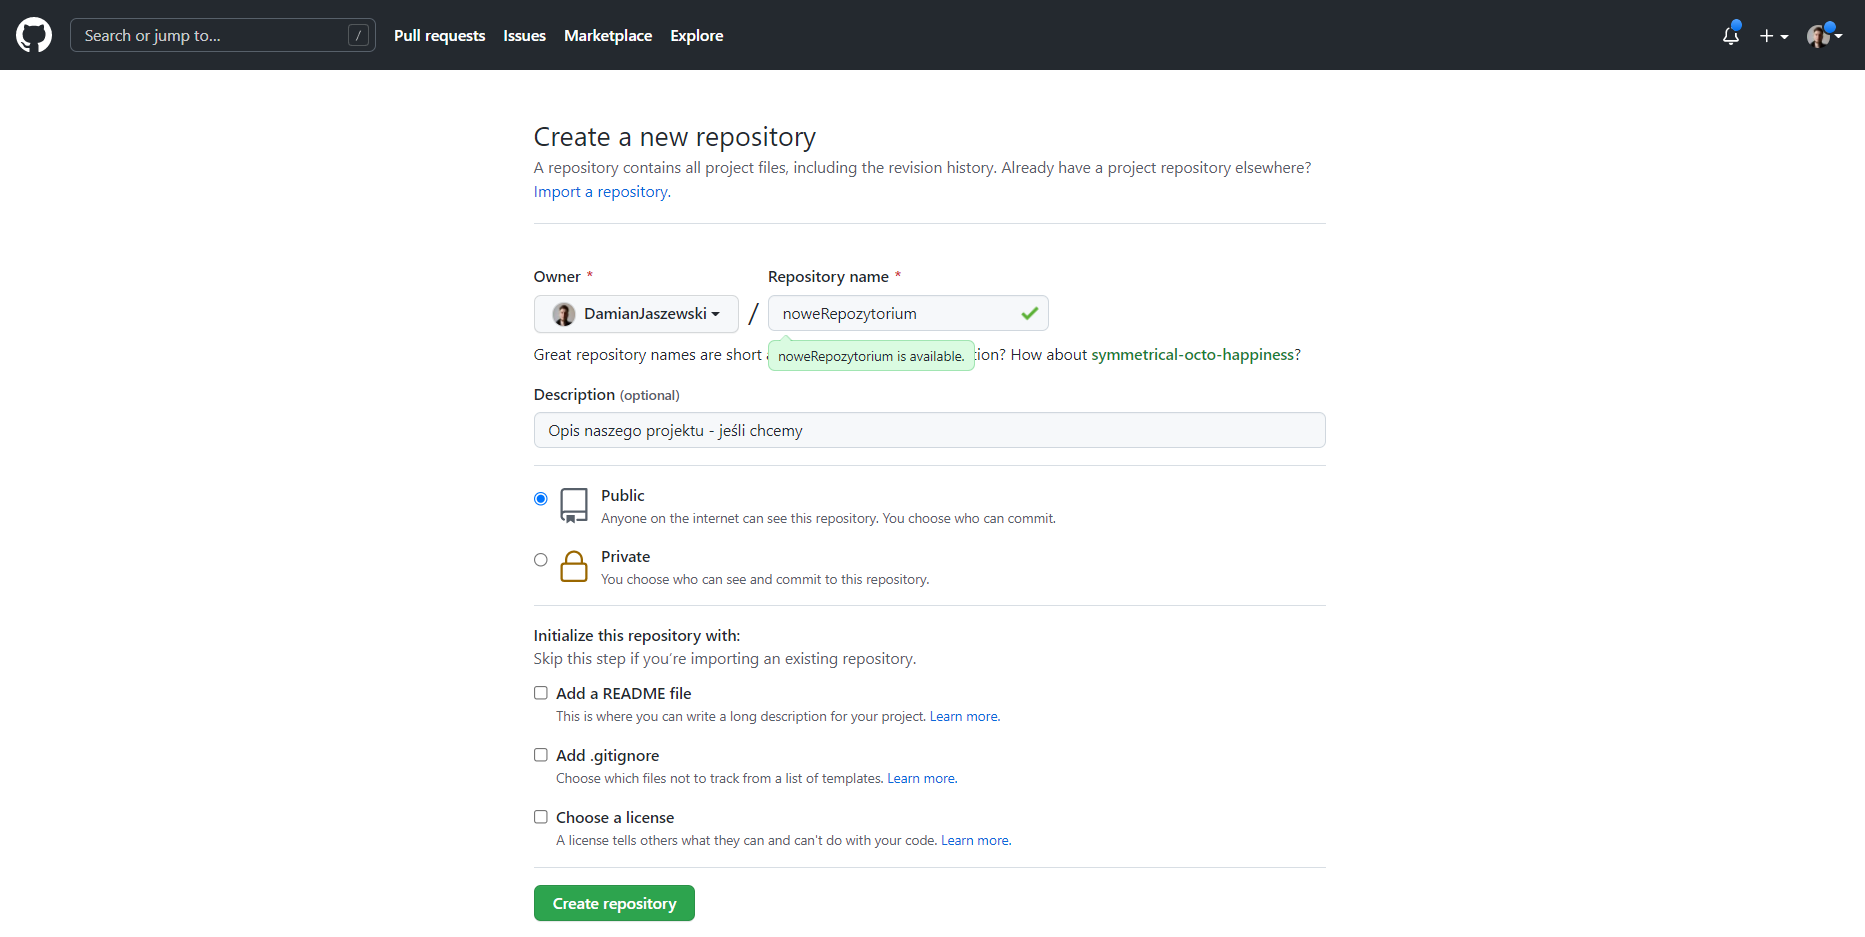 Search or jump to... / Pull requests Issues Marketplace Explore
Create a new repository
A repository contains all project files, including the revision history. Already have a project repository elsewhere?
Import a repository.
Owner * Repository name *
DamianJaszewski / noweRepozytorium
Great repository names are short noweRepozytorium is available. tion? How about symmetrical-octo-happiness?
Description (optional)
Opis naszego projektu - jeśli chcemy
Public
Anyone on the internet can see this repository. You choose who can commit.
Private
You choose who can see and commit to this repository.
Initialize this repository with:
Skip this step if you’re importing an existing repository.
Add a README file
This is where you can write a long description for your project. Learn more.
Add .gitignore
Choose which files not to track from a list of templates. Learn more.
Choose a license
A license tells others what they can and can't do with your code. Learn more.
Create repository